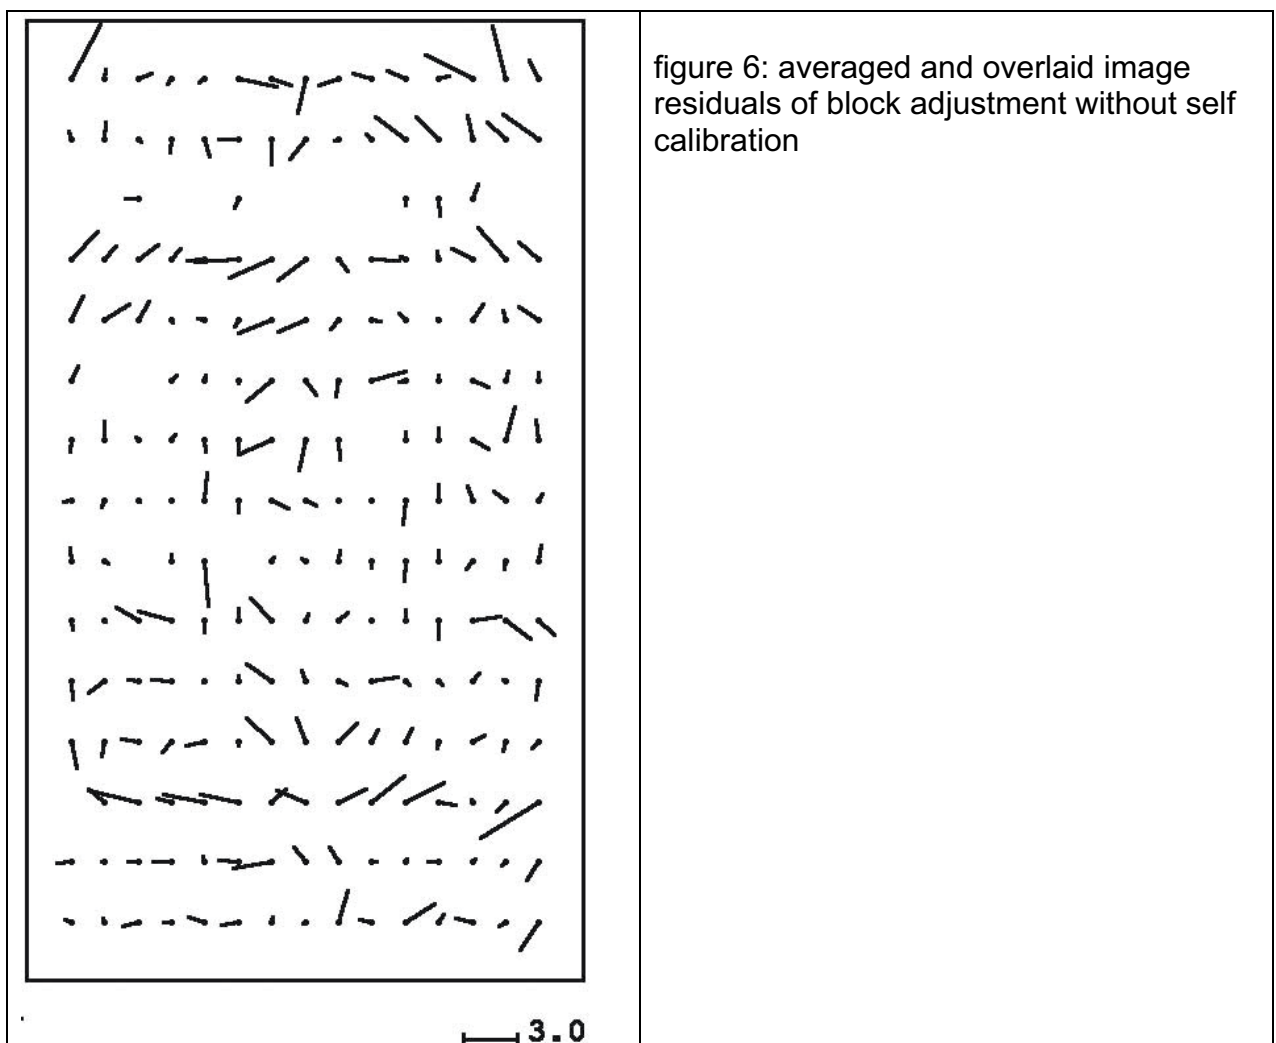 figure 6: averaged and overlaid image
residuals of block adjustment without self
calibration
3.0